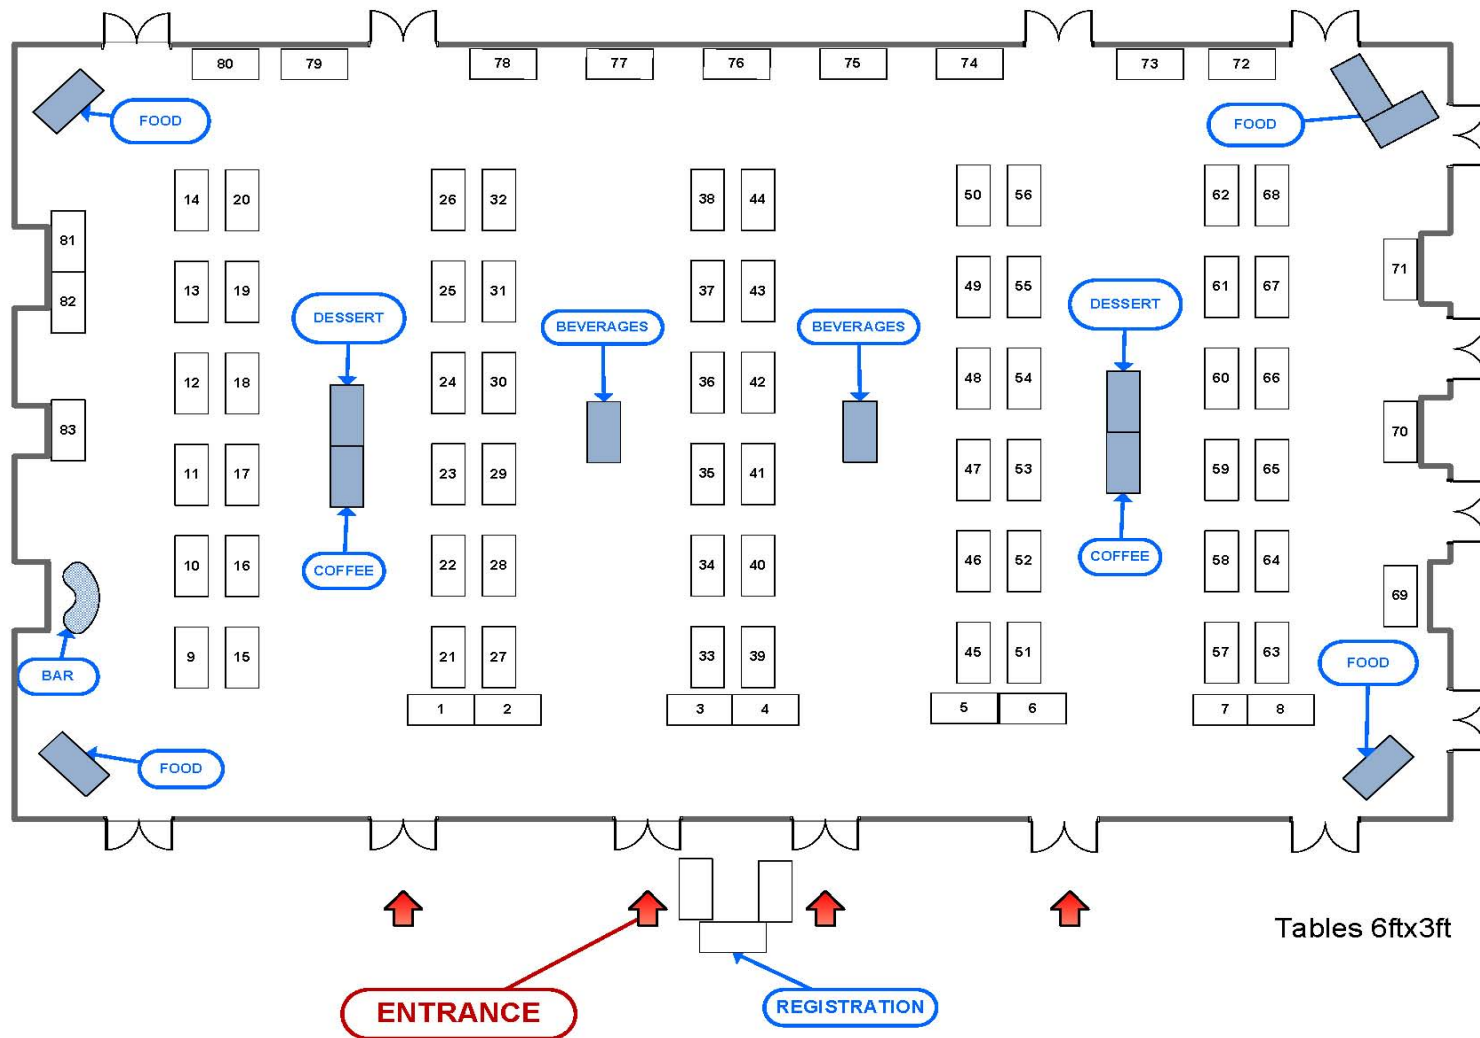 80 79 78 77 76 75 74 73 72
FOOD
FOOD
14 20 26 32 38 44 50 56 62 68
81
71
13 19 25 31 37 43 49 55 61 67
82
DESSERT
BEVERAGES
BEVERAGES
DESSERT
12 18 24 30 36 42 48 54 60 66
83
70
11 17 23 29 35 41 47 53 59 65
10 16 22 28 34 40 46 52 58 64
COFFEE
COFFEE
69
9 15 21 27 33 39 45 51 57 63
BAR
FOOD
1 2 3 4 5 6 7 8
FOOD
Tables 6ftx3ft
ENTRANCE
REGISTRATION